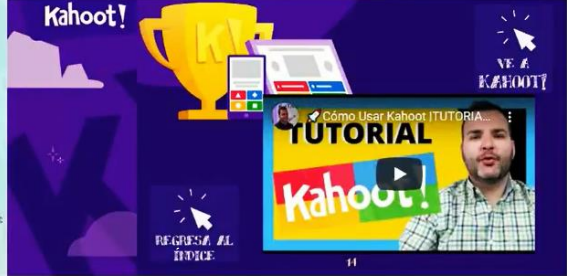 Kahoot!
K!
VE A
KAHOOT!
🚀 Cómo Usar Kahoot |TUTORIA...
TUTORIAL
Kahoot!
REGRESA AL
ÍNDICE
14